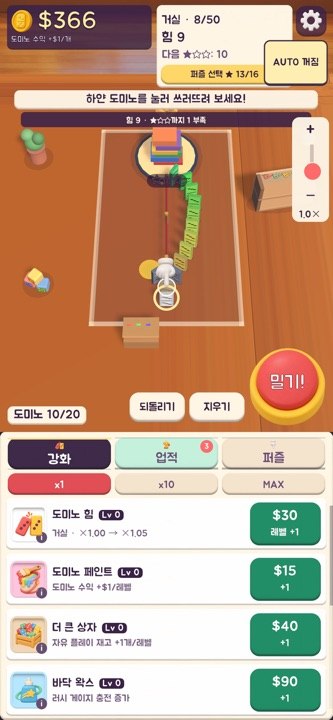 $366
도미노 수익 +$1/개
거실 · 8/50
힘 9
다음 ★☆☆: 10
퍼즐 선택 ★ 13/16
AUTO 꺼짐
하얀 도미노를 눌러 쓰러뜨려 보세요!
힘 9 · ★☆☆까지 1 부족
+
−
1.0×
밀기!
도미노 10/20
되돌리기
지우기
강화
업적
3
퍼즐
x1
x10
MAX
도미노 힘 Lv 0
거실 · ×1.00 → ×1.05
$30
레벨 +1
도미노 페인트 Lv 0
도미노 수익 +$1/레벨
$15
+1
더 큰 상자 Lv 0
자유 플레이 재고 +1개/레벨
$40
+1
바닥 왁스 Lv 0
러시 게이지 충전 증가
$90
+1